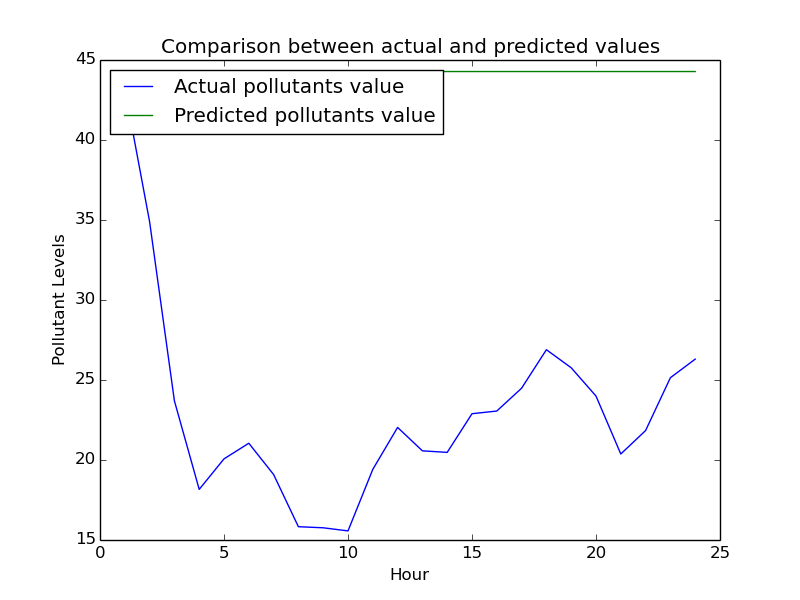 Comparison between actual and predicted values
45
40
35
30
25
20
15
Pollutant Levels
Actual pollutants value
Predicted pollutants value
0 5 10 15 20 25
Hour